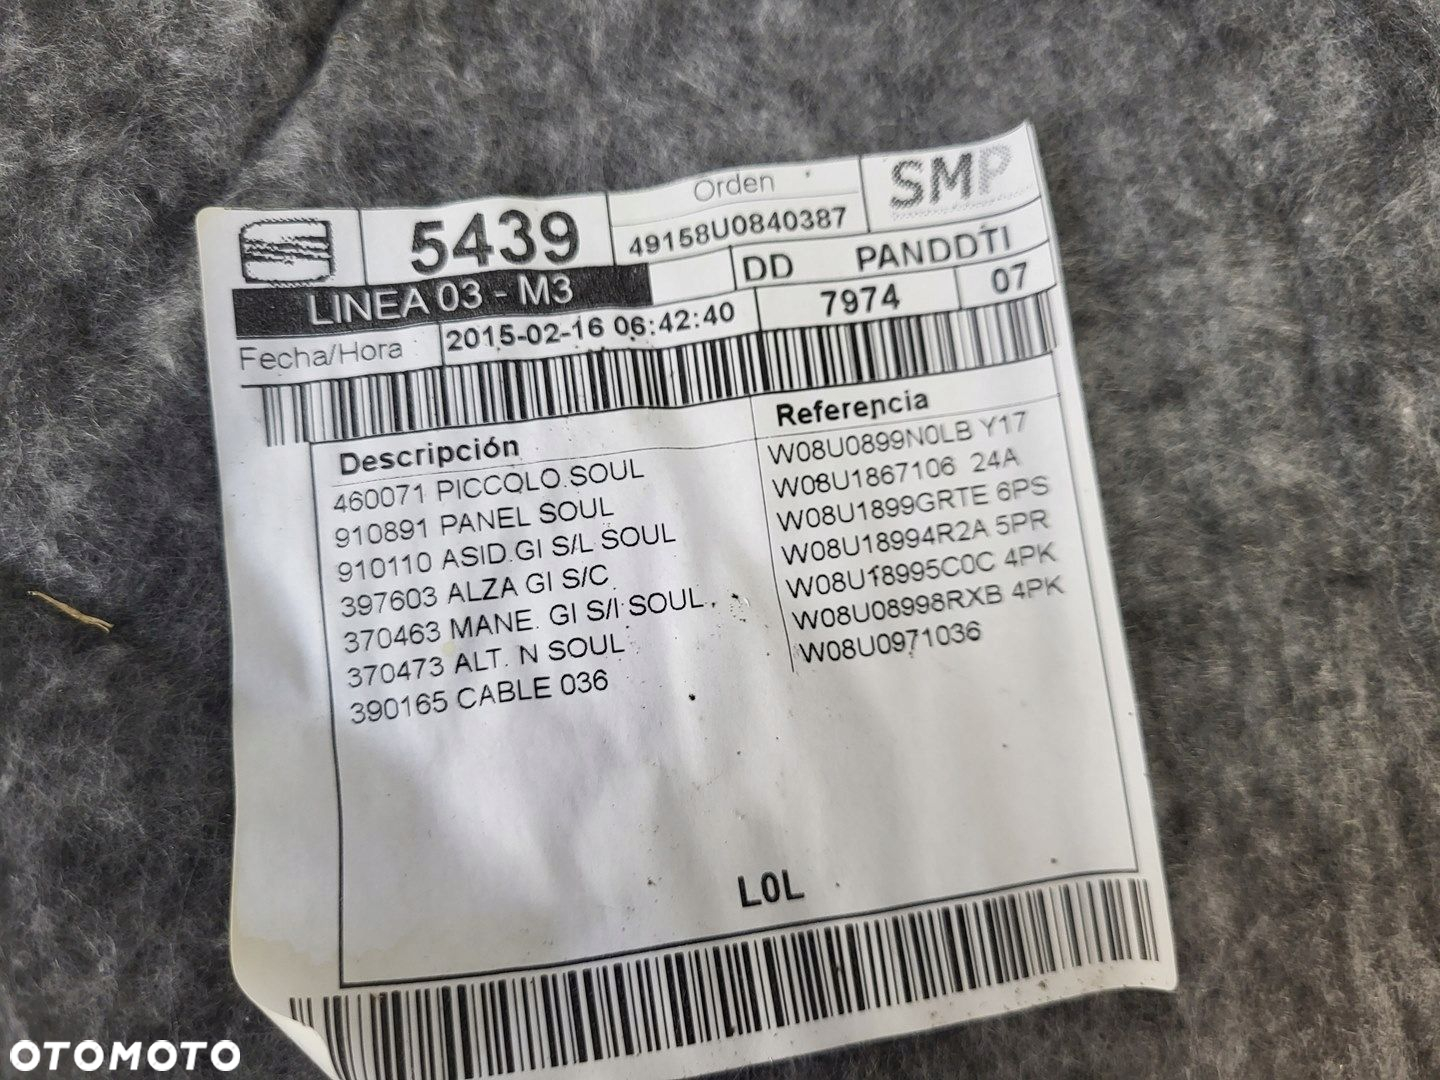 5439
Orden
49158U0840387
SMP
LINEA 03 - M3
DD PANDDTI
Fecha/Hora 2015-02-16 06:42:40 7974 07
Descripción Referencia
460071 PICCOLO SOUL W08U0899N0LB Y17
910891 PANEL SOUL W08U1867106 24A
910110 ASID.GI S/L SOUL W08U1899GRTE 6PS
397603 ALZA GI S/C W08U18994R2A 5PR
370463 MANE. GI S/I SOUL W08U18995C0C 4PK
370473 ALT. N SOUL W08U08998RXB 4PK
390165 CABLE 036 W08U0971036
L0L
OTOMOTO